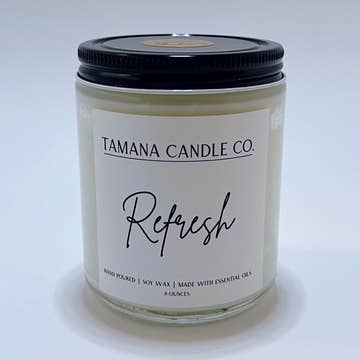 TAMANA CANDLE CO.
Refresh
HAND POURED | SOY WAX | MADE WITH ESSENTIAL OILS
8 OUNCES